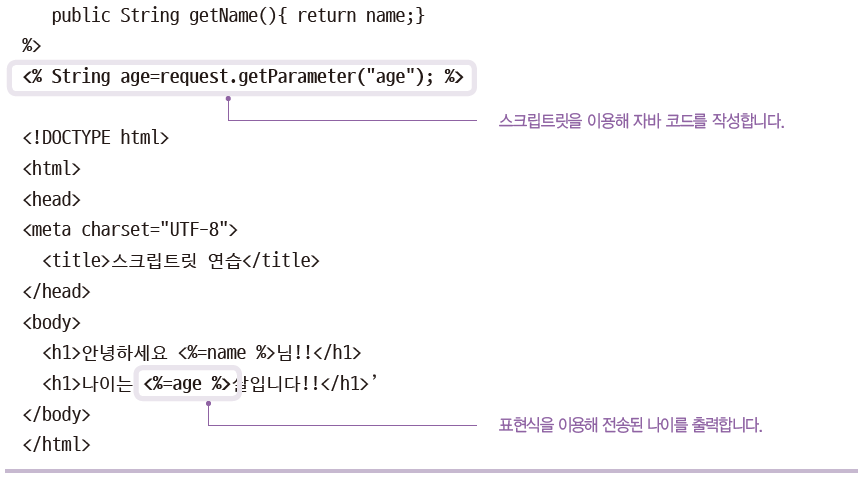 public String getName(){ return name;}
%>
<% String age=request.getParameter("age"); %>
스크립트릿을 이용해 자바 코드를 작성합니다.
<!DOCTYPE html>
<html>
<head>
<meta charset="UTF-8">
<title>스크립트릿 연습</title>
</head>
<body>
<h1>안녕하세요 <%=name %>님!!</h1>
<h1>나이는 <%=age %>살입니다!!</h1>’
</body>
표현식을 이용해 전송된 나이를 출력합니다.
</html>